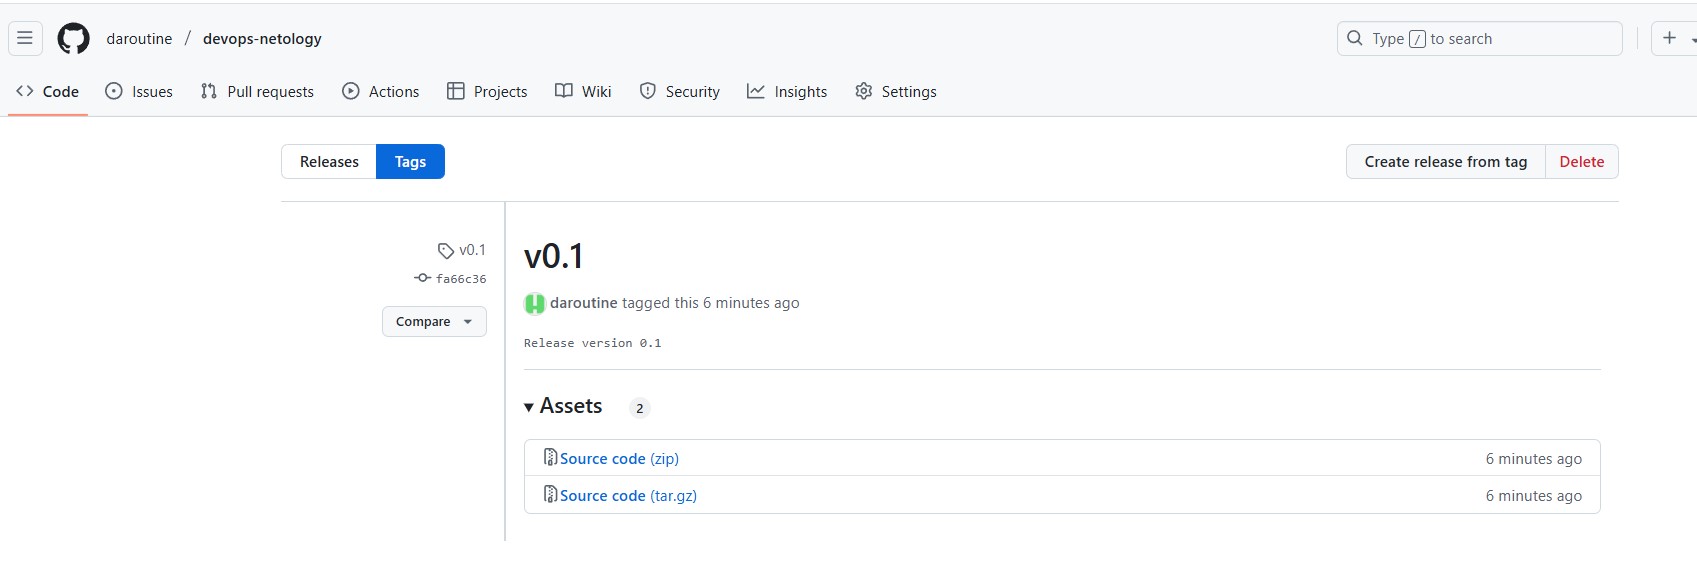 daroutine / devops-netology
Type / to search
Code Issues Pull requests Actions Projects Wiki Security Insights Settings
Releases Tags
Create release from tag Delete
v0.1
fa66c36
Compare
v0.1
daroutine tagged this 6 minutes ago
Release version 0.1
Assets 2
Source code (zip) 6 minutes ago
Source code (tar.gz) 6 minutes ago